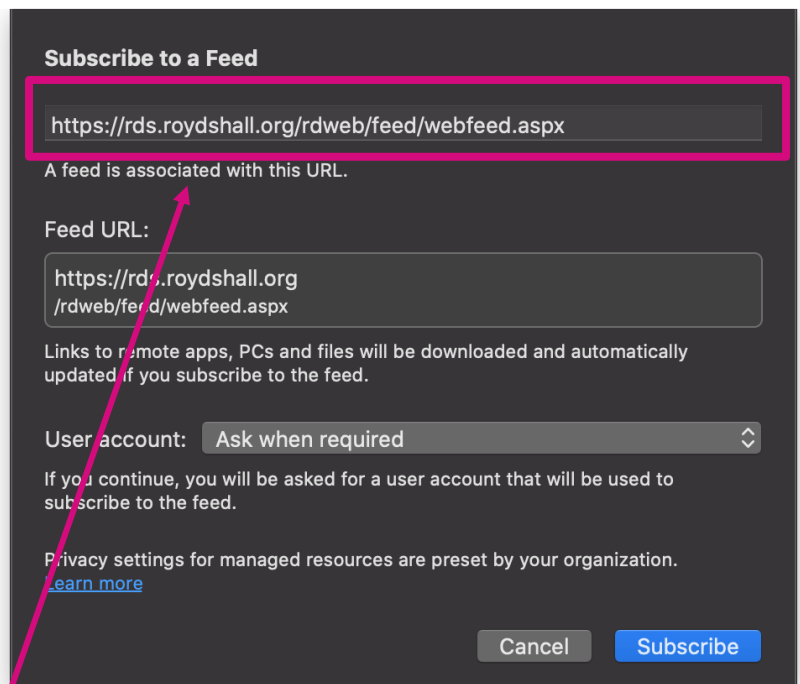 Subscribe to a Feed
https://rds.roydshall.org/rdweb/feed/webfeed.aspx
A feed is associated with this URL.
Feed URL:
https://rds.roydshall.org
/rdweb/feed/webfeed.aspx
Links to remote apps, PCs and files will be downloaded and automatically
updated if you subscribe to the feed.
User account: Ask when required
If you continue, you will be asked for a user account that will be used to
subscribe to the feed.
Privacy settings for managed resources are preset by your organization.
Learn more
Cancel Subscribe